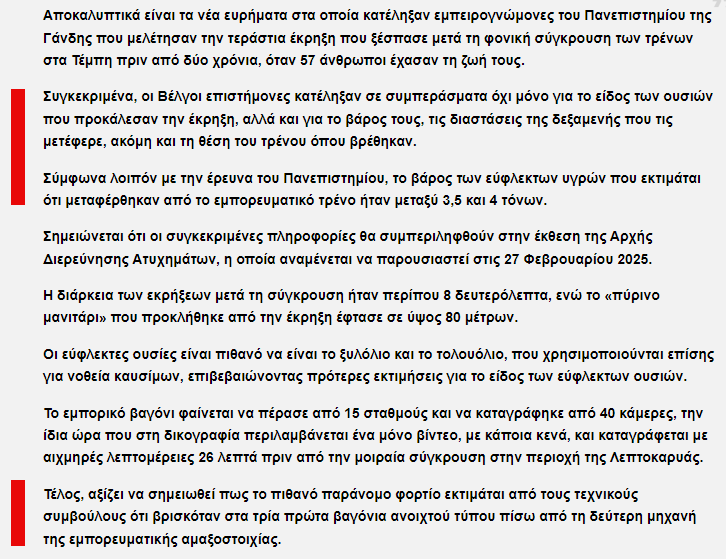 Αποκαλυπτικά είναι τα νέα ευρήματα στα οποία κατέληξαν εμπειρογνώμονες του Πανεπιστημίου της
Γάνδης που μελέτησαν την τεράστια έκρηξη που ξέσπασε μετά τη φονική σύγκρουση των τρένων
στα Τέμπη πριν από δύο χρόνια, όταν 57 άνθρωποι έχασαν τη ζωή τους.
Συγκεκριμένα, οι Βέλγοι επιστήμονες κατέληξαν σε συμπεράσματα όχι μόνο για το είδος των ουσιών
που προκάλεσαν την έκρηξη, αλλά και για το βάρος τους, τις διαστάσεις της δεξαμενής που τις
μετέφερε, ακόμη και τη θέση του τρένου όπου βρέθηκαν.
Σύμφωνα λοιπόν με την έρευνα του Πανεπιστημίου, το βάρος των εύφλεκτων υγρών που εκτιμάται
ότι μεταφέρθηκαν από το εμπορευματικό τρένο ήταν μεταξύ 3,5 και 4 τόνων.
Σημειώνεται ότι οι συγκεκριμένες πληροφορίες θα συμπεριληφθούν στην έκθεση της Αρχής
Διερεύνησης Ατυχημάτων, η οποία αναμένεται να παρουσιαστεί στις 27 Φεβρουαρίου 2025.
Η διάρκεια των εκρήξεων μετά τη σύγκρουση ήταν περίπου 8 δευτερόλεπτα, ενώ το «πύρινο
μανιτάρι» που προκλήθηκε από την έκρηξη έφτασε σε ύψος 80 μέτρων.
Οι εύφλεκτες ουσίες είναι πιθανό να είναι το ξυλόλιο και το τολουόλιο, που χρησιμοποιούνται επίσης
για νοθεία καυσίμων, επιβεβαιώνοντας πρότερες εκτιμήσεις για το είδος των εύφλεκτων ουσιών.
Το εμπορικό βαγόνι φαίνεται να πέρασε από 15 σταθμούς και να καταγράφηκε από 40 κάμερες, την
ίδια ώρα που στη δικογραφία περιλαμβάνεται ένα μόνο βίντεο, με κάποια κενά, και καταγράφεται με
αιχμηρές λεπτομέρειες 26 λεπτά πριν από την μοιραία σύγκρουση στην περιοχή της Λεπτοκαρυάς.
Τέλος, αξίζει να σημειωθεί πως το πιθανό παράνομο φορτίο εκτιμάται από τους τεχνικούς
συμβούλους ότι βρισκόταν στα τρία πρώτα βαγόνια ανοιχτού τύπου πίσω από τη δεύτερη μηχανή
της εμπορευματικής αμαξοστοιχίας.